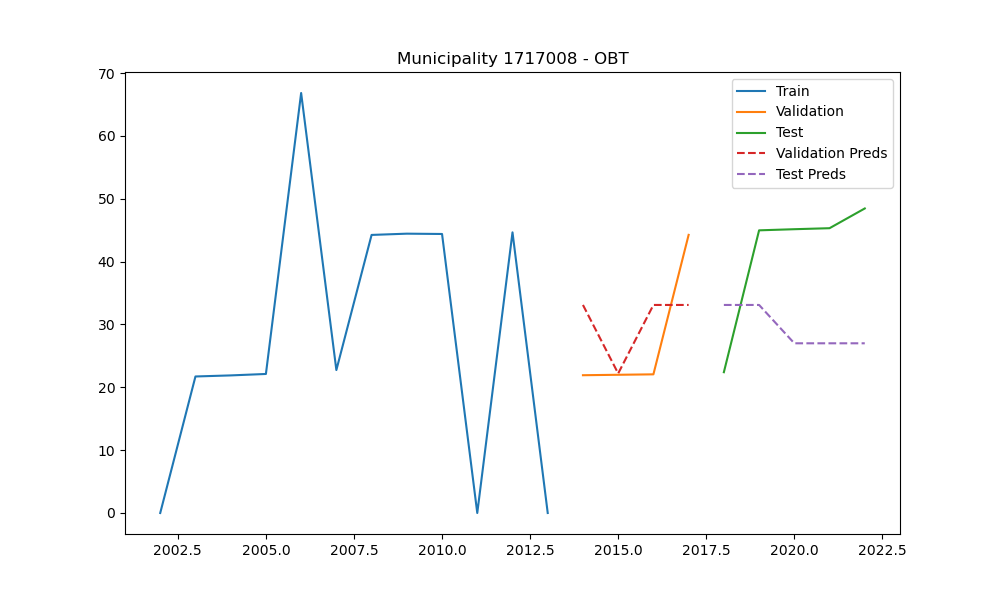 Municipality 1717008 - OBT
70
60
50
40
30
20
10
0
Train
Validation
Test
Validation Preds
Test Preds
2002.5 2005.0 2007.5 2010.0 2012.5 2015.0 2017.5 2020.0 2022.5